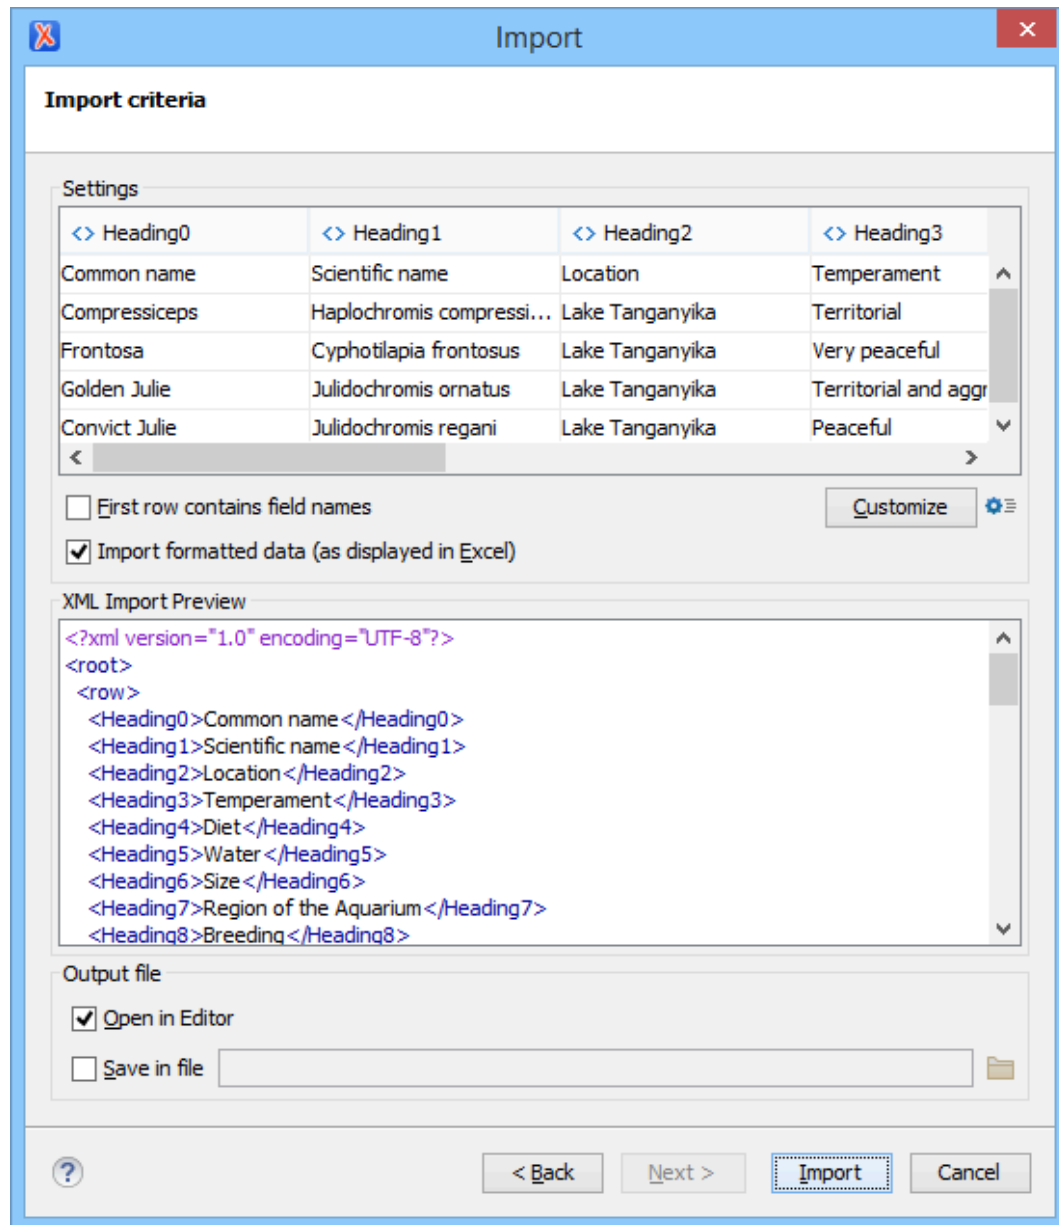 Import
Import criteria
Settings
<> Heading0 <> Heading1 <> Heading2 <> Heading3
Common name Scientific name Location Temperament
Compressiceps Haplochromis compressi... Lake Tanganyika Territorial
Frontosa Cyphotilapia frontosus Lake Tanganyika Very peaceful
Golden Julie Julidochromis ornatus Lake Tanganyika Territorial and aggr
Convict Julie Julidochromis regani Lake Tanganyika Peaceful
First row contains field names Customize
Import formatted data (as displayed in Excel)
XML Import Preview
<?xml version="1.0" encoding="UTF-8"?>
<root>
<row>
<Heading0>Common name</Heading0>
<Heading1>Scientific name</Heading1>
<Heading2>Location</Heading2>
<Heading3>Temperament</Heading3>
<Heading4>Diet</Heading4>
<Heading5>Water</Heading5>
<Heading6>Size</Heading6>
<Heading7>Region of the Aquarium</Heading7>
<Heading8>Breeding</Heading8>
Output file
Open in Editor
Save in file
? < Back Next > Import Cancel